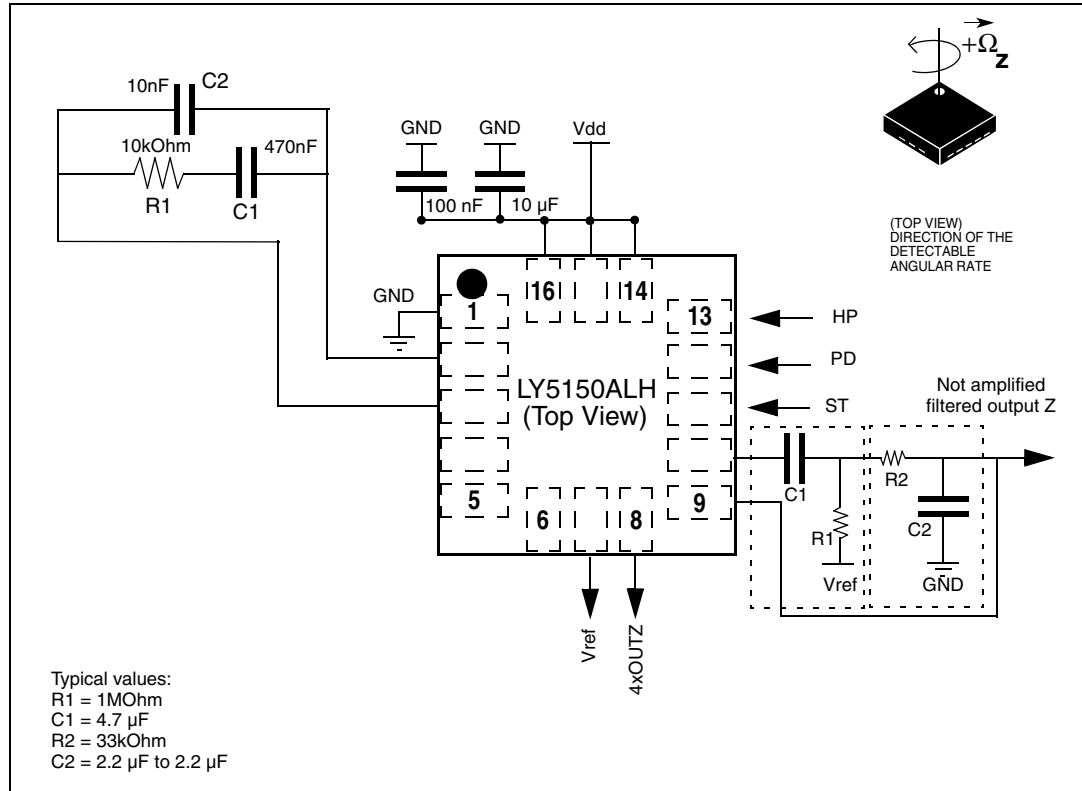 +Ω
Z
10nF
C2
10kOhm
470nF
R1
C1
GND
GND
Vdd
100 nF
10 µF
(TOP VIEW)
DIRECTION OF THE
DETECTABLE
ANGULAR RATE
GND
1
16
14
13
HP
PD
ST
LY5150ALH
(Top View)
Not amplified
filtered output Z
5
6
8
9
C1
R2
R1
C2
Vref
GND
Vref
4xOUTZ
Typical values:
R1 = 1MOhm
C1 = 4.7 µF
R2 = 33kOhm
C2 = 2.2 µF to 2.2 µF